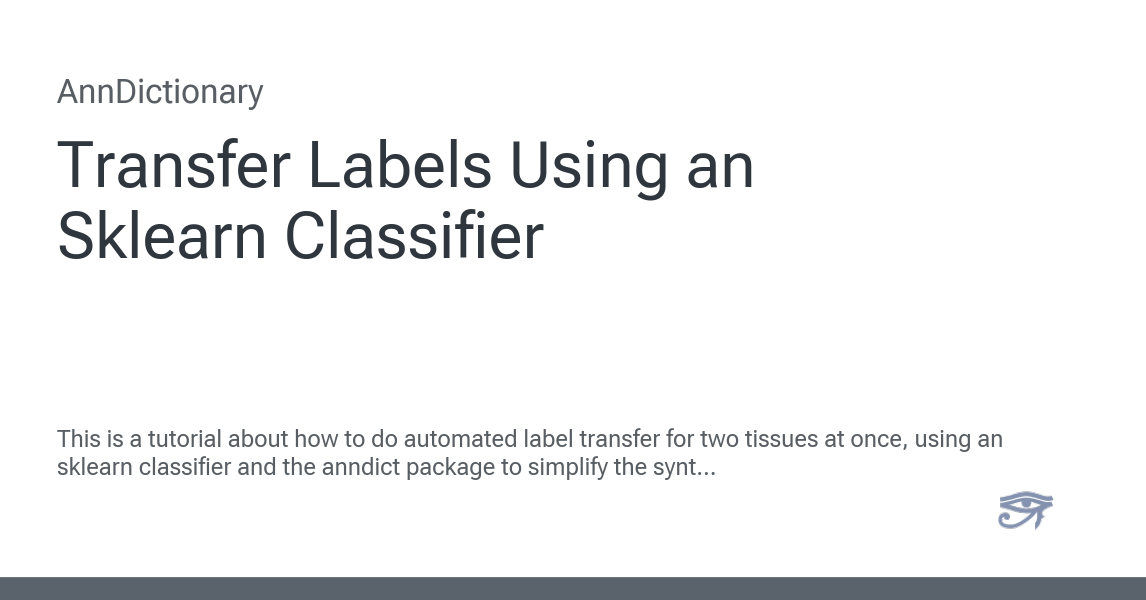 AnnDictionary
Transfer Labels Using an
Sklearn Classifier
This is a tutorial about how to do automated label transfer for two tissues at once, using an
sklearn classifier and the anndict package to simplify the synt...